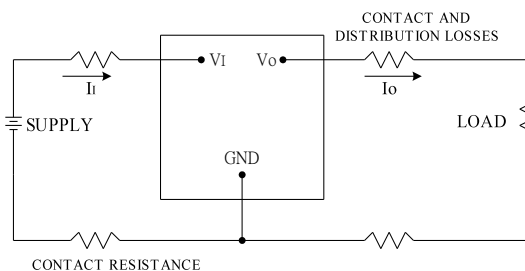 CONTACT AND
DISTRIBUTION LOSSES
VI
VO
II
IO
SUPPLY
LOAD
GND
CONTACT RESISTANCE